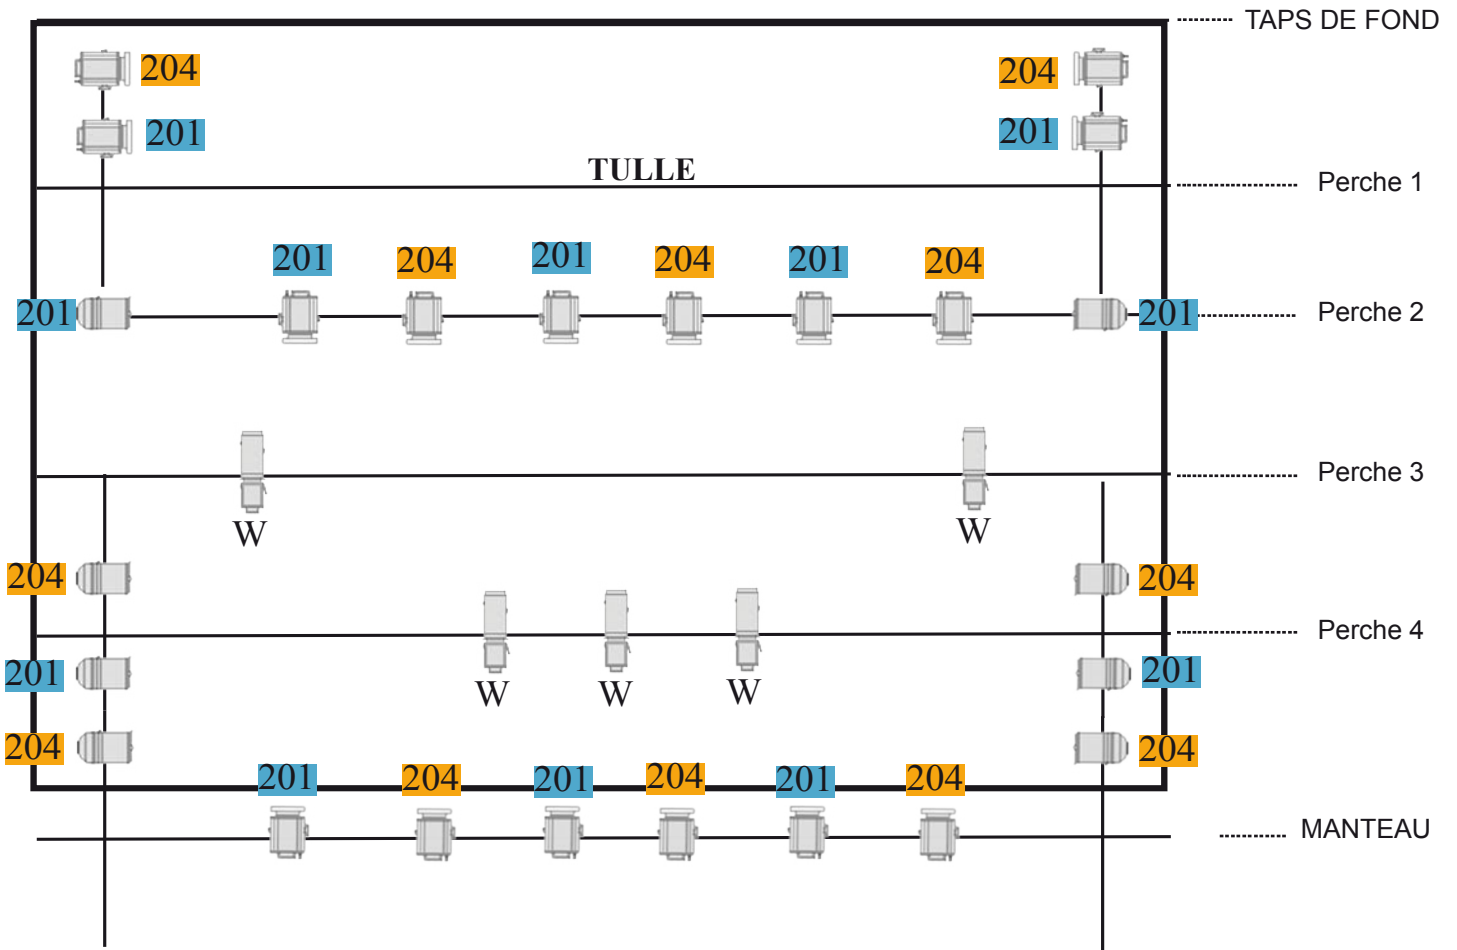 TAPS DE FOND
204 204
201 201
TULLE
Perche 1
201 204 201 204 201 204
201 201 Perche 2
Perche 3
W W
204 204
Perche 4
201 201
W W W
204 204
201 204 201 204 201 204
MANTEAU